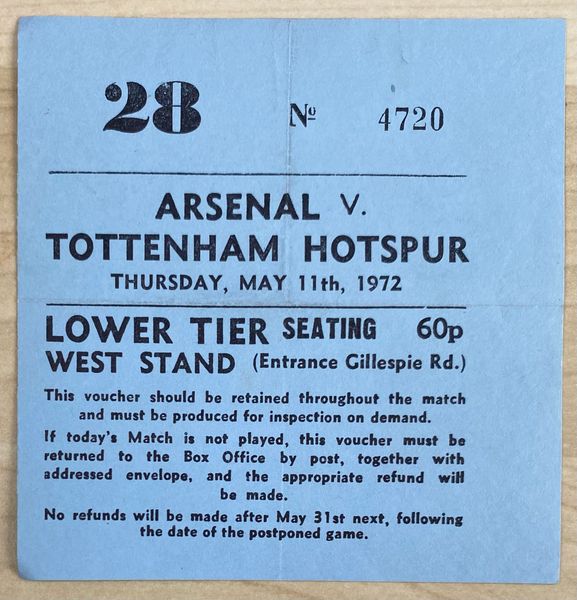 28 Nº 4720
ARSENAL V.
TOTTENHAM HOTSPUR
THURSDAY, MAY 11th, 1972
LOWER TIER SEATING 60p
WEST STAND (Entrance Gillespie Rd.)
This voucher should be retained throughout the match
and must be produced for inspection on demand.
If today's Match is not played, this voucher must be
returned to the Box Office by post, together with
addressed envelope, and the appropriate refund will
be made.
No refunds will be made after May 31st next, following
the date of the postponed game.